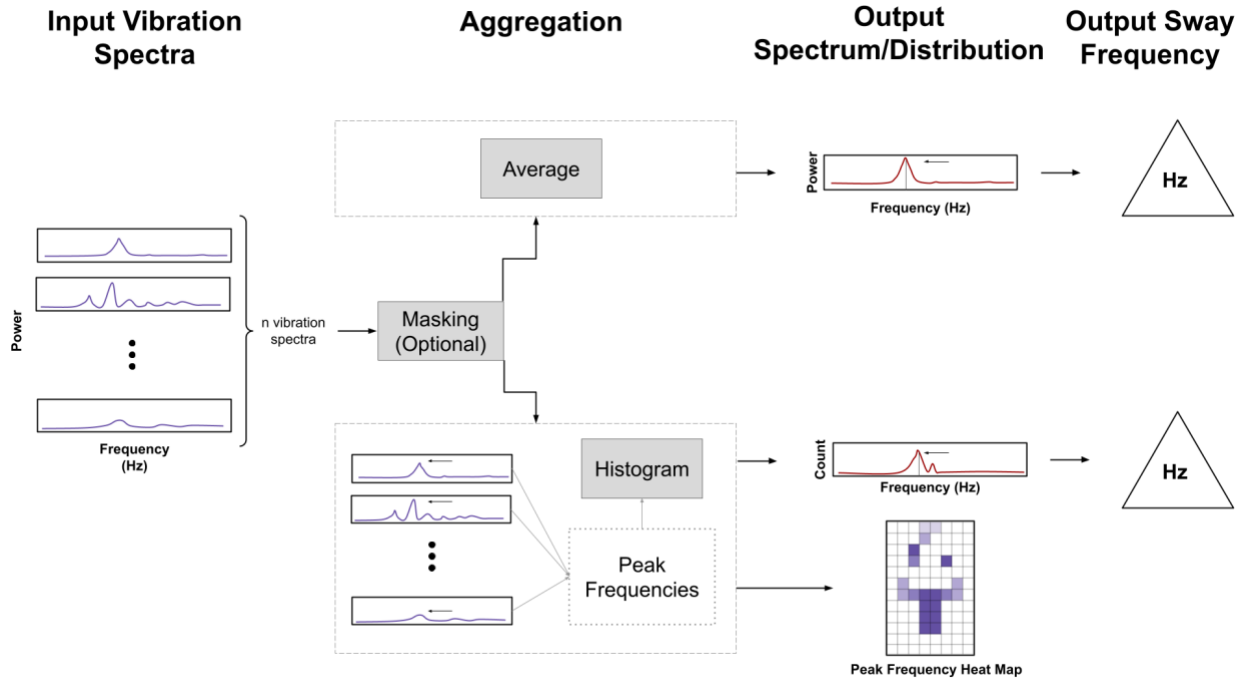 Input Vibration
Spectra
Aggregation
Output
Spectrum/Distribution
Output Sway
Frequency
Average
Power
Frequency (Hz)
Hz
Power
n vibration
spectra
Masking
(Optional)
Frequency
(Hz)
Histogram
Peak
Frequencies
Count
Frequency (Hz)
Hz
Peak Frequency Heat Map